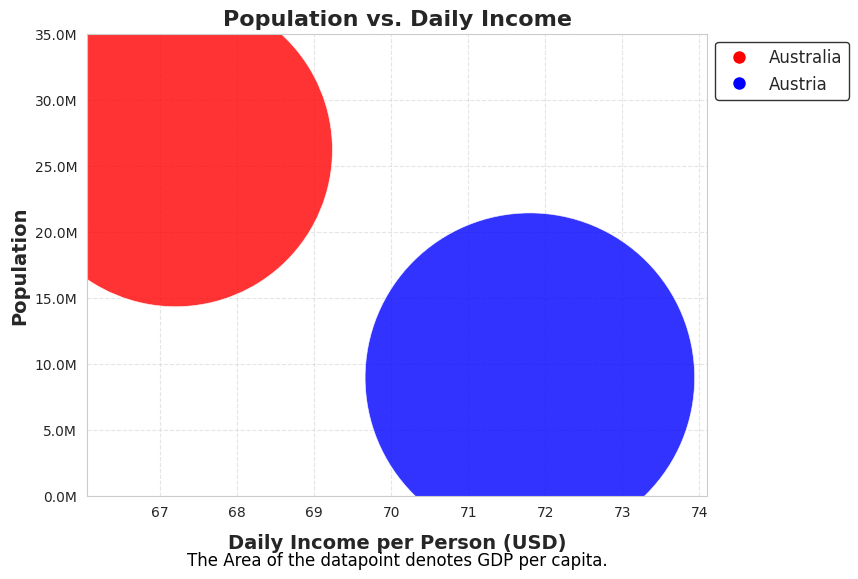 Population vs. Daily Income
35.0M
30.0M
25.0M
20.0M
15.0M
10.0M
5.0M
0.0M
Population
67 68 69 70 71 72 73 74
Daily Income per Person (USD)
The Area of the datapoint denotes GDP per capita.
Australia
Austria